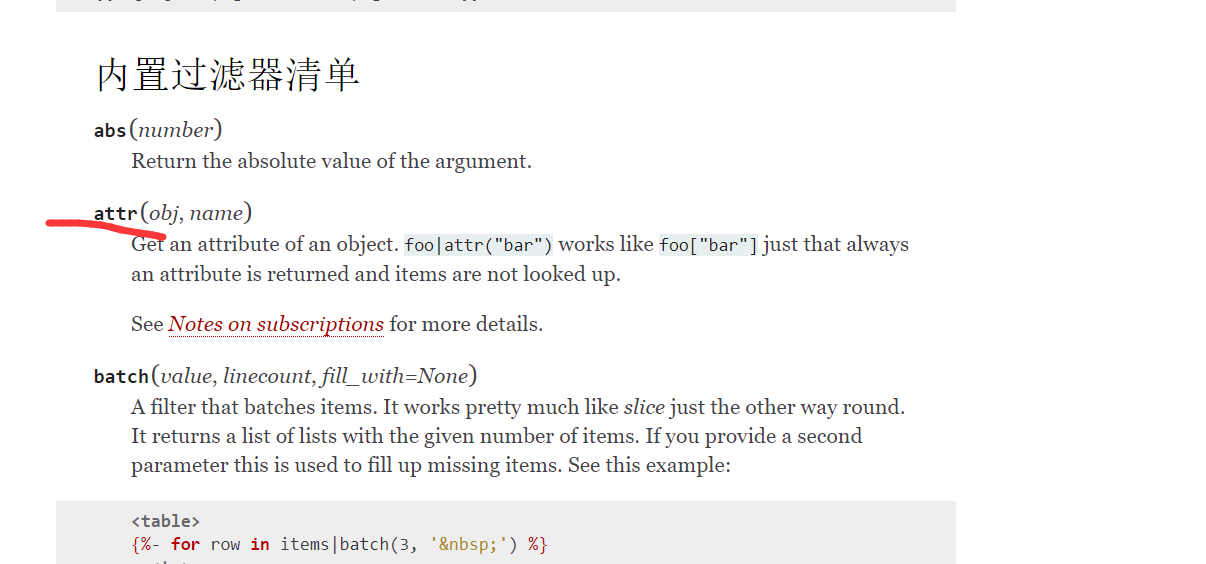 内置过滤器清单
abs(number)
Return the absolute value of the argument.
attr(obj, name)
Get an attribute of an object. foo|attr("bar") works like foo["bar"] just that always
an attribute is returned and items are not looked up.
See Notes on subscriptions for more details.
batch(value, linecount, fill_with=None)
A filter that batches items. It works pretty much like slice just the other way round.
It returns a list of lists with the given number of items. If you provide a second
parameter this is used to fill up missing items. See this example:
<table>
{%- for row in items|batch(3, '&nbsp;') %}